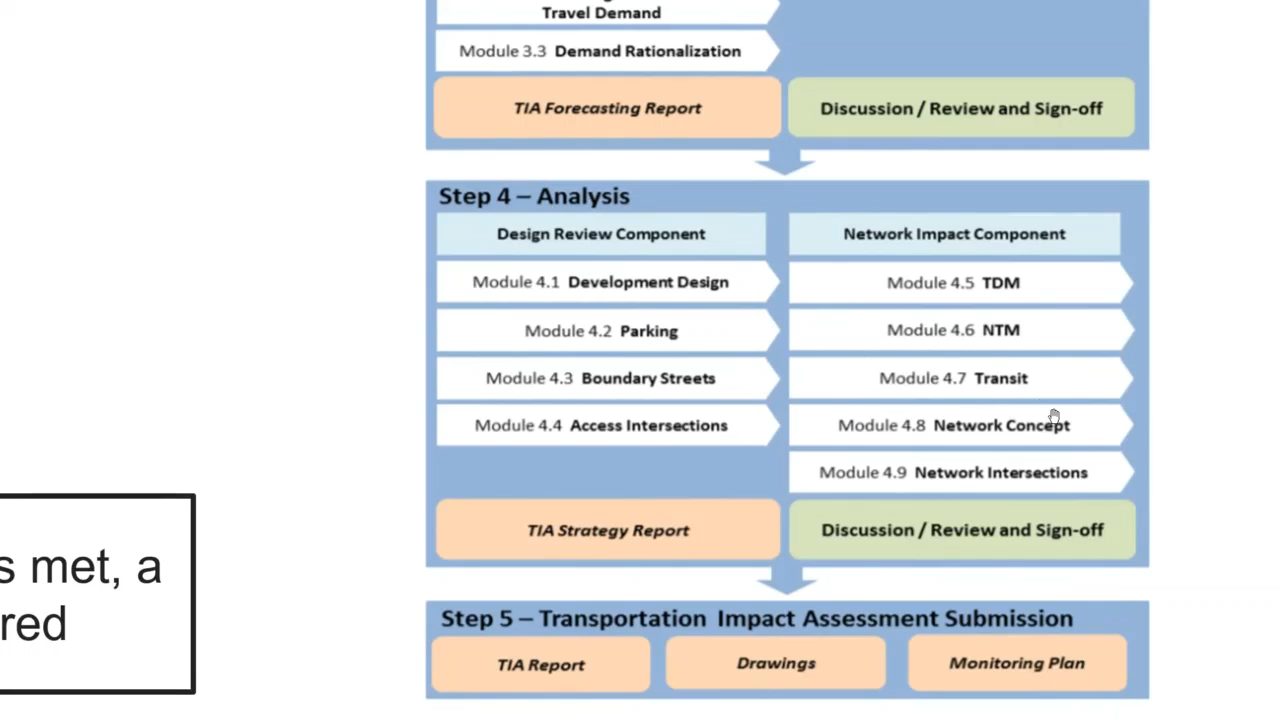 Travel Demand
Module 3.3 Demand Rationalization
TIA Forecasting Report
Discussion / Review and Sign-off
Step 4 – Analysis
Design Review Component
Module 4.1 Development Design
Module 4.2 Parking
Module 4.3 Boundary Streets
Module 4.4 Access Intersections
Network Impact Component
Module 4.5 TDM
Module 4.6 NTM
Module 4.7 Transit
Module 4.8 Network Concept
Module 4.9 Network Intersections
TIA Strategy Report
Discussion / Review and Sign-off
s met, a
red
Step 5 – Transportation Impact Assessment Submission
TIA Report
Drawings
Monitoring Plan